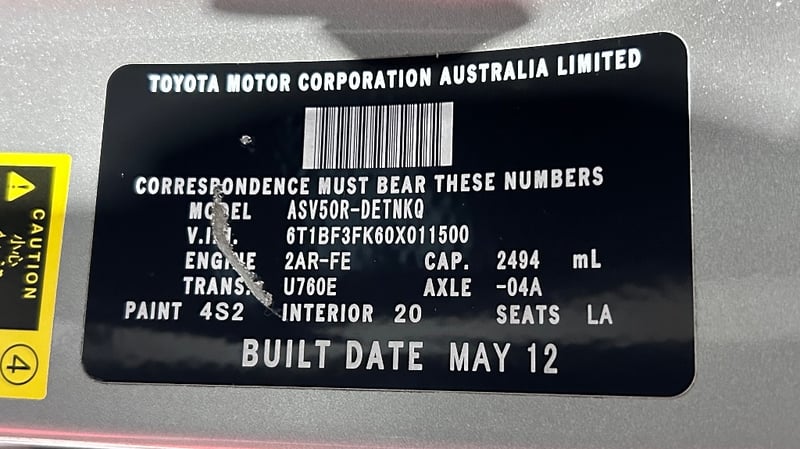 TOYOTA MOTOR CORPORATION AUSTRALIA LIMITED
CORRESPONDENCE MUST BEAR THESE NUMBERS
MODEL ASV50R-DETNKQ
V.I.N. 6T1BF3FK60X011500
ENGINE 2AR-FE CAP. 2494 mL
TRANS. U760E AXLE -04A
PAINT 4S2 INTERIOR 20 SEATS LA
BUILT DATE MAY 12
CAUTION
4